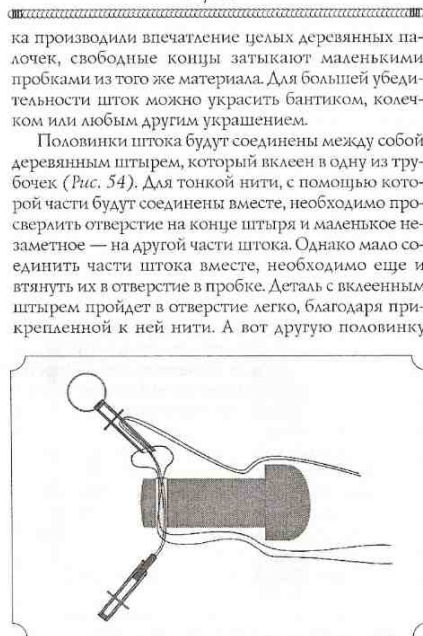 ка производили впечатление целых деревянных па-
лочек, свободные концы затыкают маленькими
пробками из того же материала. Для большей убеди-
тельности шток можно украсить бантиком, колеч-
ком или любым другим украшением.
Половинки штока будут соединены между собой
деревянным штырем, который вклеен в одну из тру-
бочек (Рис. 54). Для тонкой нити, с помощью кото-
рой части будут соединены вместе, необходимо про-
сверлить отверстие на конце штыря и маленькое не-
заметное — на другой части штока. Однако мало со-
единить части штока вместе, необходимо еще и
втянуть их в отверстие в пробке. Деталь с вклеенным
штырем пройдет в отверстие легко, благодаря при-
крепленной к ней нити. А вот другую половинку